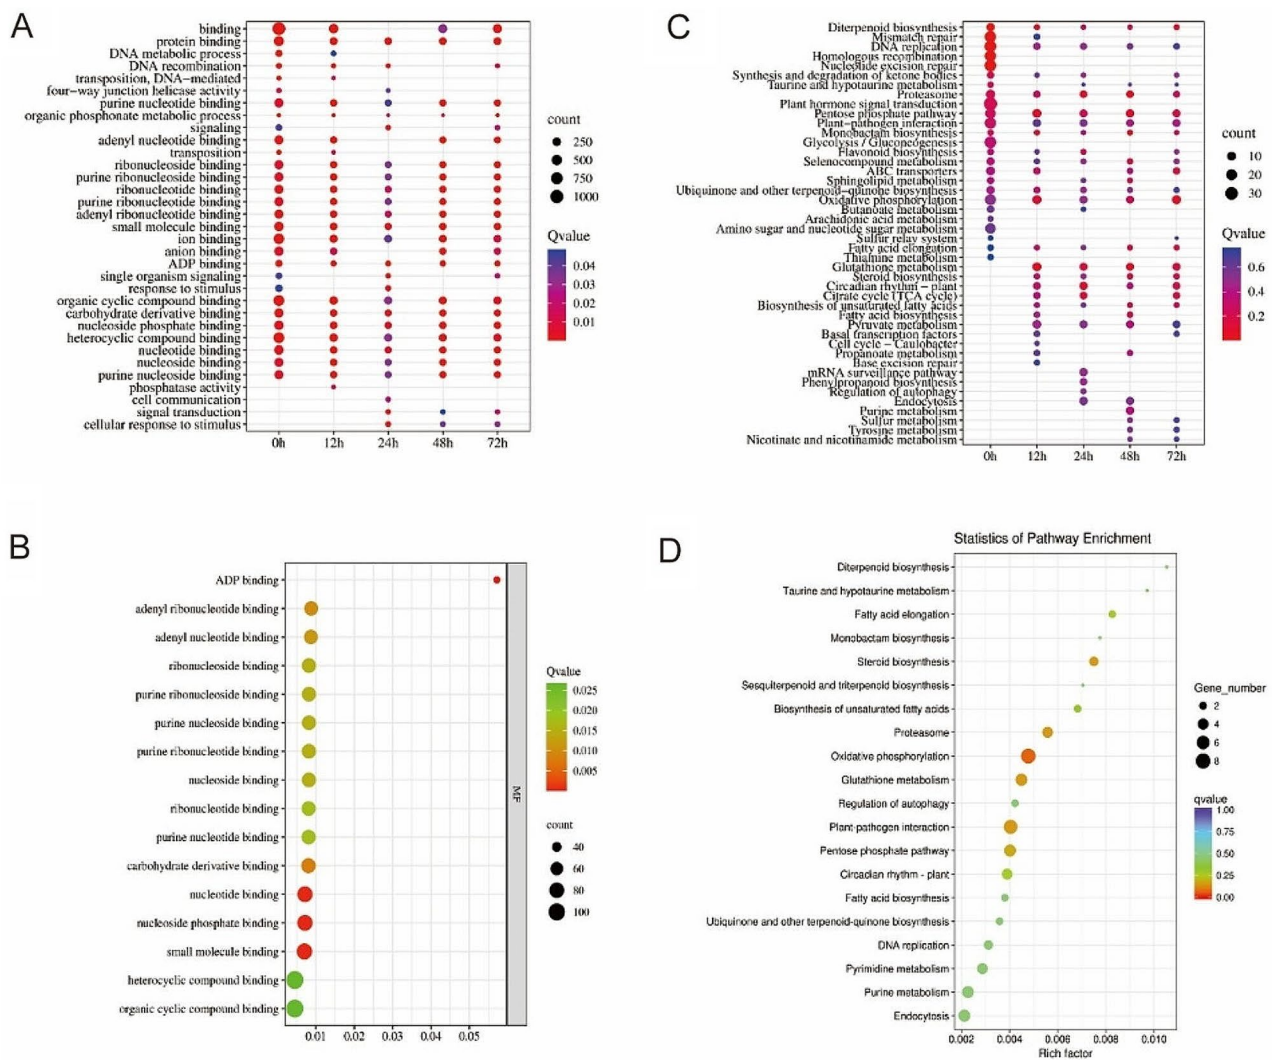 A
binding
protein binding
DNA metabolic process
DNA recombination
transposition, DNA−mediated
four−way junction helicase activity
purine nucleotide binding
organic phosphonate metabolic process
signaling
adenyl nucleotide binding
transposition
ribonucleoside binding
purine ribonucleoside binding
ribonucleotide binding
purine ribonucleotide binding
adenyl ribonucleotide binding
small molecule binding
ion binding
anion binding
ADP binding
single organism signaling
response to stimulus
organic cyclic compound binding
carbohydrate derivative binding
nucleoside phosphate binding
heterocyclic compound binding
nucleotide binding
nucleoside binding
purine nucleoside binding
phosphatase activity
cell communication
signal transduction
cellular response to stimulus
0h 12h 24h 48h 72h
count
250
500
750
1000
Qvalue
0.04
0.03
0.02
0.01
C
Diterpenoid biosynthesis
Mismatch repair
DNA replication
Homologous recombination
Nucleotide excision repair
Synthesis and degradation of ketone bodies
Taurine and hypotaurine metabolism
Proteasome
Plant hormone signal transduction
Pentose phosphate pathway
Plant−pathogen interaction
Monobactam biosynthesis
Glycolysis / Gluconeogenesis
Flavonoid biosynthesis
Selenocompound metabolism
ABC transporters
Sphingolipid metabolism
Ubiquinone and other terpenoid−quinone biosynthesis
Oxidative phosphorylation
Butanoate metabolism
Arachidonic acid metabolism
Amino sugar and nucleotide sugar metabolism
Sulfur relay system
Fatty acid elongation
Thiamine metabolism
Glutathione metabolism
Steroid biosynthesis
Circadian rhythm − plant
Citrate cycle (TCA cycle)
Biosynthesis of unsaturated fatty acids
Fatty acid biosynthesis
Pyruvate metabolism
Basal transcription factors
Cell cycle − Caulobacter
Propanoate metabolism
Base excision repair
mRNA surveillance pathway
Phenylpropanoid biosynthesis
Regulation of autophagy
Endocytosis
Purine metabolism
Sulfur metabolism
Tyrosine metabolism
Nicotinate and nicotinamide metabolism
0h 12h 24h 48h 72h
count
10
20
30
Qvalue
0.6
0.4
0.2
B
ADP binding
adenyl ribonucleotide binding
adenyl nucleotide binding
ribonucleoside binding
purine ribonucleoside binding
purine nucleoside binding
purine ribonucleotide binding
nucleoside binding
ribonucleotide binding
purine nucleotide binding
carbohydrate derivative binding
nucleotide binding
nucleoside phosphate binding
small molecule binding
heterocyclic compound binding
organic cyclic compound binding
0.01 0.02 0.03 0.04 0.05
MF
Qvalue
0.025
0.020
0.015
0.010
0.005
count
40
60
80
100
D
Statistics of Pathway Enrichment
Diterpenoid biosynthesis
Taurine and hypotaurine metabolism
Fatty acid elongation
Monobactam biosynthesis
Steroid biosynthesis
Sesquiterpenoid and triterpenoid biosynthesis
Biosynthesis of unsaturated fatty acids
Proteasome
Oxidative phosphorylation
Glutathione metabolism
Regulation of autophagy
Plant-pathogen interaction
Pentose phosphate pathway
Circadian rhythm - plant
Fatty acid biosynthesis
Ubiquinone and other terpenoid-quinone biosynthesis
DNA replication
Pyrimidine metabolism
Purine metabolism
Endocytosis
0.002 0.004 0.006 0.008 0.010
Rich factor
Gene_number
2
4
6
8
qvalue
1.00
0.75
0.50
0.25
0.00